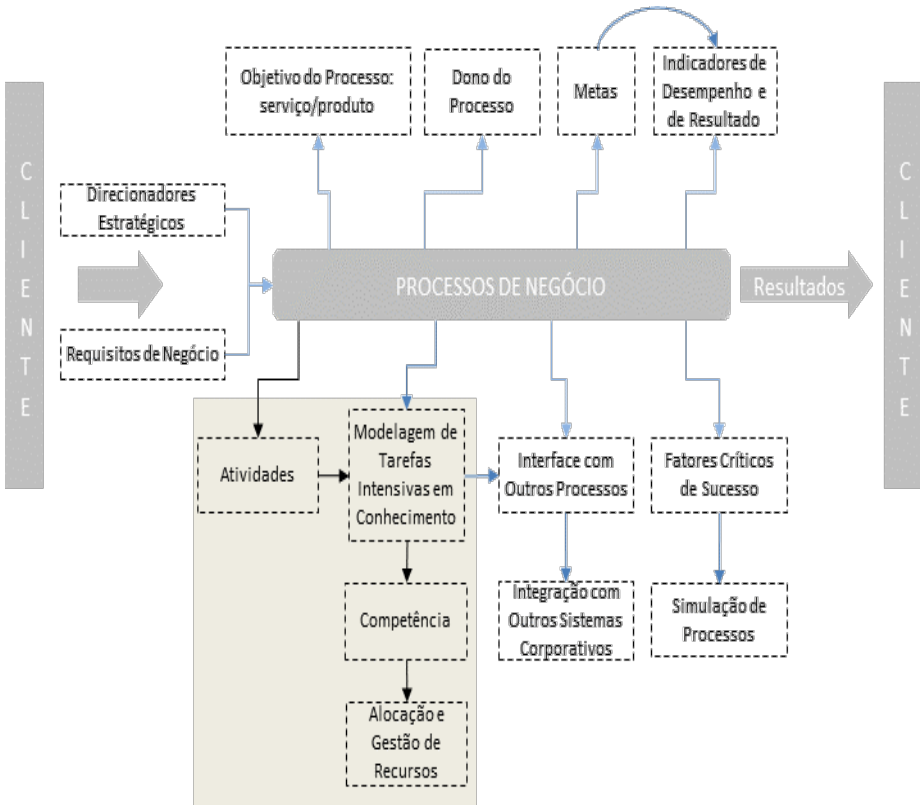 Objetivo do Processo:
serviço/produto
Dono do
Processo
Metas
Indicadores de
Desempenho e
de Resultado
CLIENTE
Direcionadores
Estratégicos
Requisitos de Negócio
PROCESSOS DE NEGÓCIO
Resultados
CLIENTE
Atividades
Modelagem de
Tarefas
Intensivas em
Conhecimento
Interface com
Outros Processos
Fatores Críticos
de Sucesso
Competência
Integração com
Outros Sistemas
Corporativos
Simulação de
Processos
Alocação e
Gestão de
Recursos